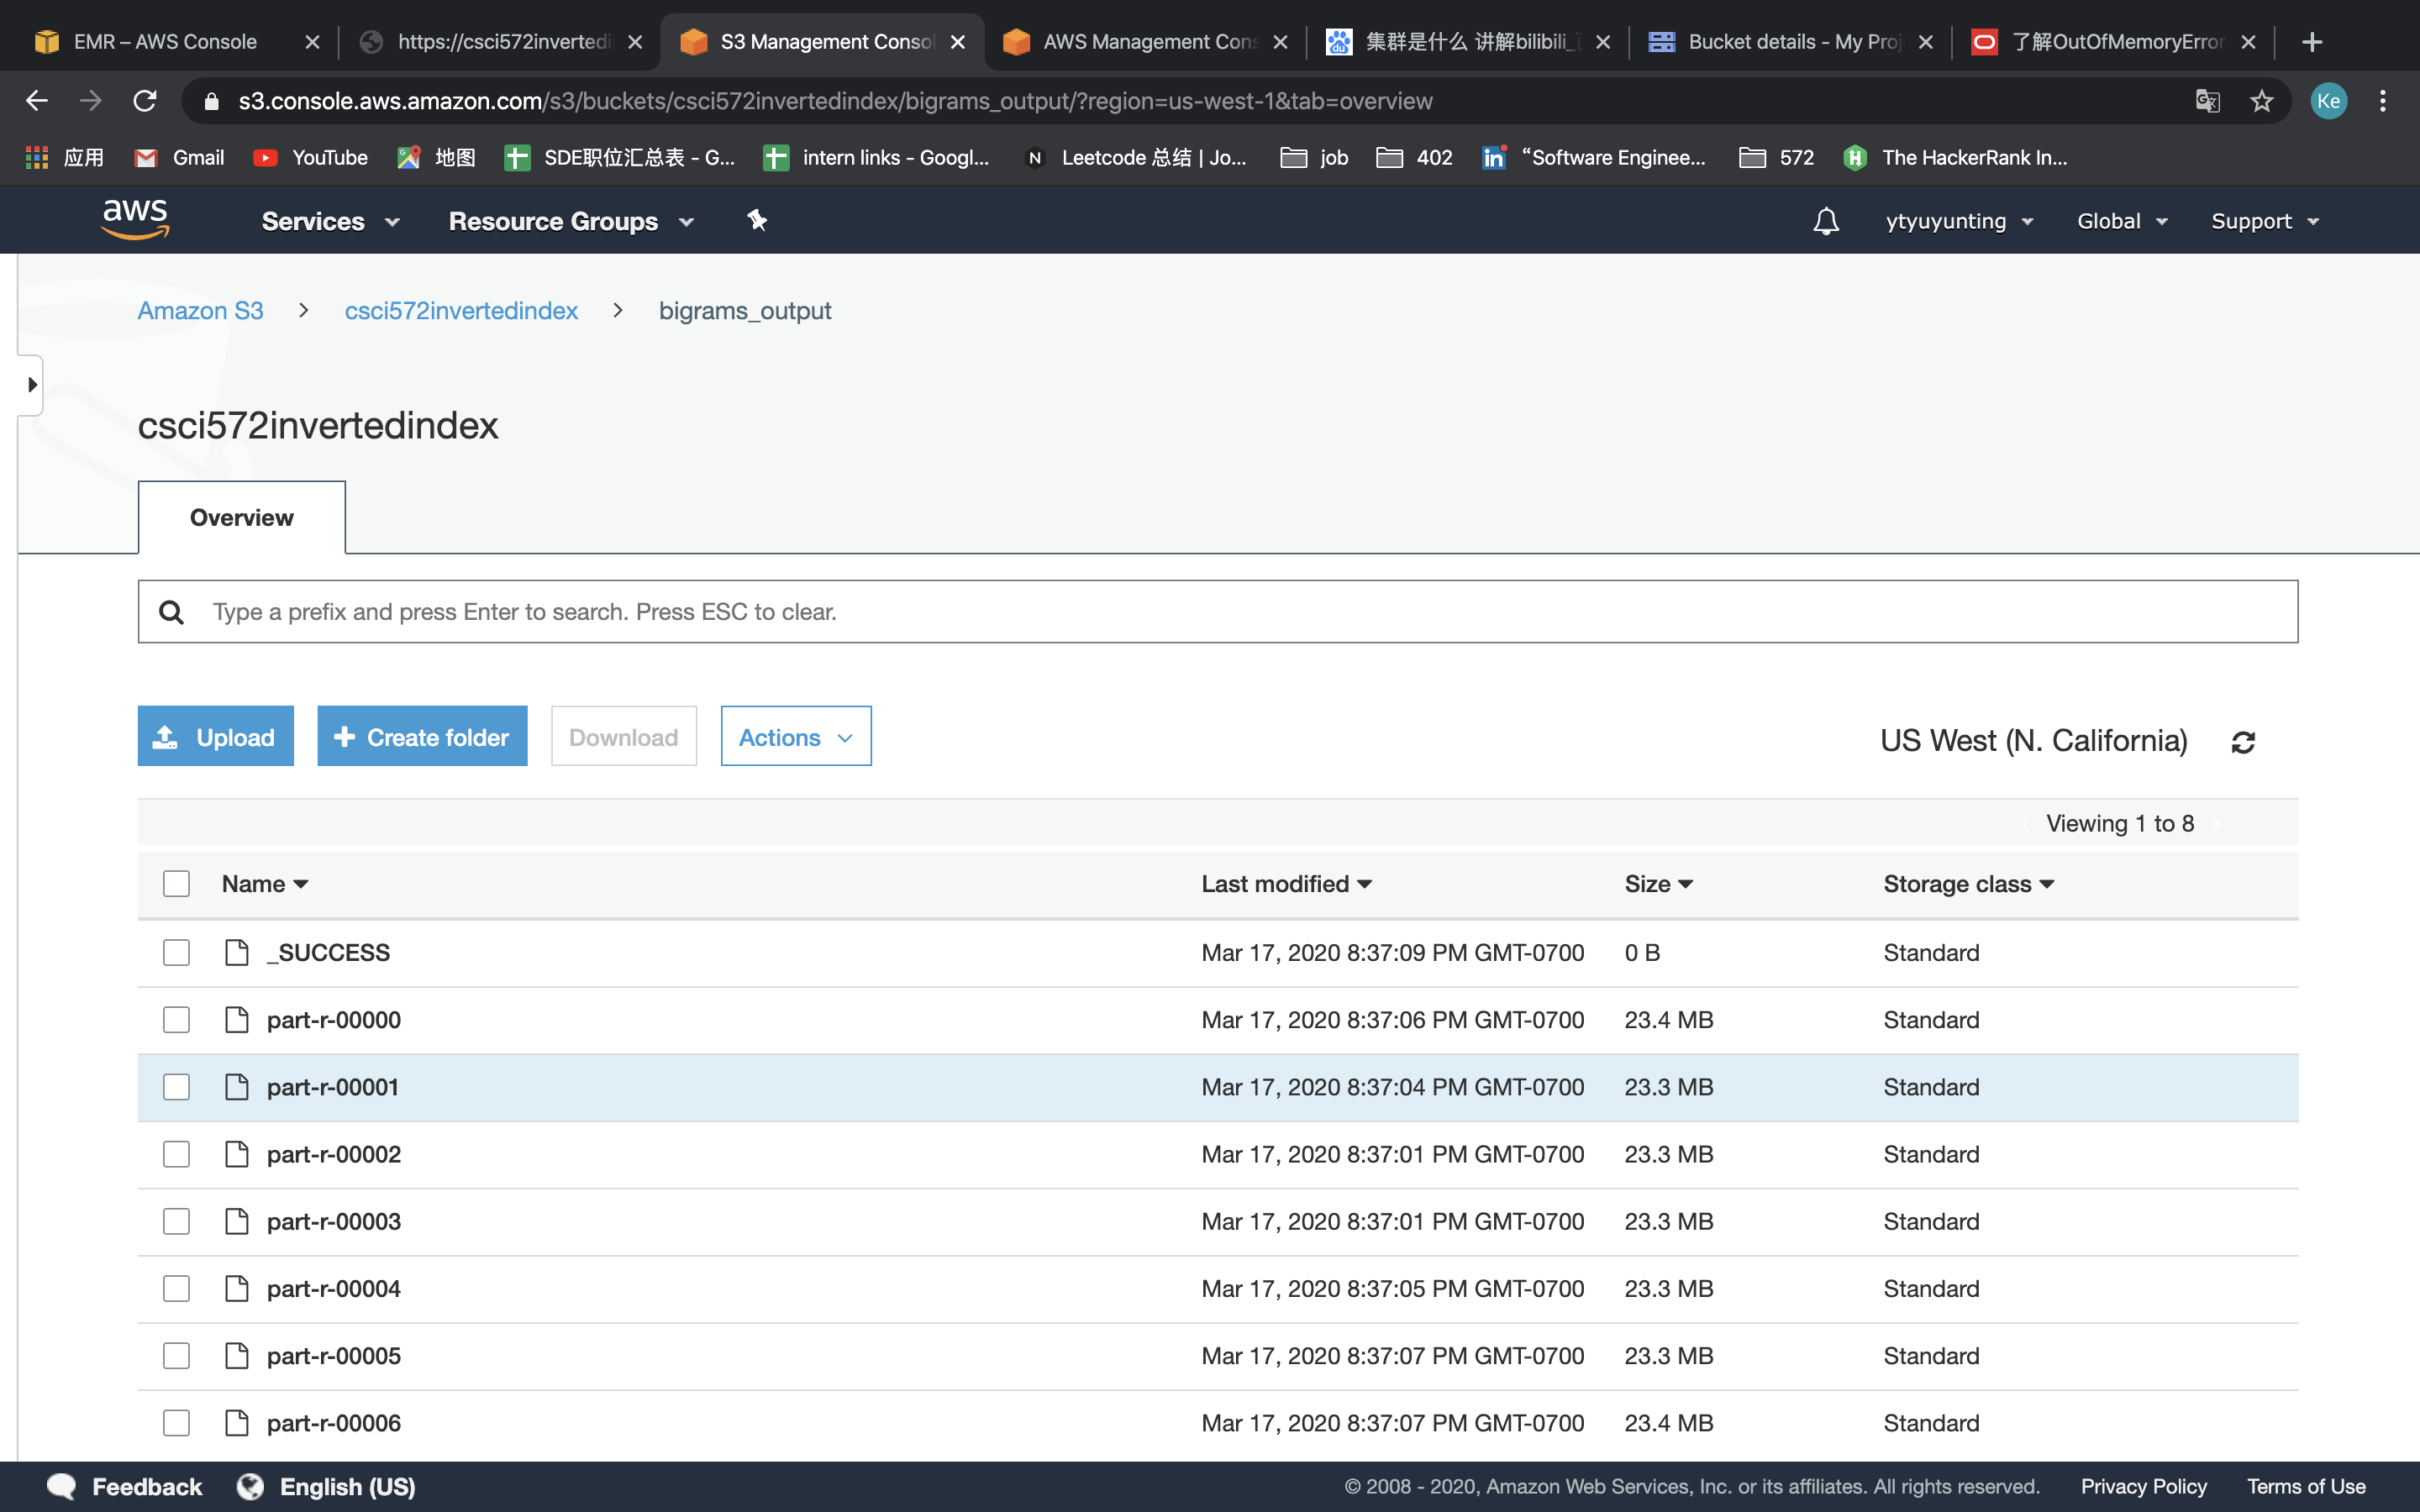 EMR – AWS Console
https://csci572inverted
S3 Management Consol
AWS Management Cons
集群是什么 讲解bilibili_
Bucket details - My Proj
了解OutOfMemoryError
s3.console.aws.amazon.com/s3/buckets/csci572invertedindex/bigrams_output/?region=us-west-1&tab=overview
Ke
应用
Gmail
YouTube
地图
SDE职位汇总表 - G...
intern links - Googl...
Leetcode 总结 | Jo...
job
402
“Software Enginee...
572
The HackerRank In...
aws
Services
Resource Groups
ytyuyunting
Global
Support
Amazon S3 > csci572invertedindex > bigrams_output
csci572invertedindex
Overview
Type a prefix and press Enter to search. Press ESC to clear.
Upload
Create folder
Download
Actions
US West (N. California)
Viewing 1 to 8
Name Last modified Size Storage class
_SUCCESS Mar 17, 2020 8:37:09 PM GMT-0700 0 B Standard
part-r-00000 Mar 17, 2020 8:37:06 PM GMT-0700 23.4 MB Standard
part-r-00001 Mar 17, 2020 8:37:04 PM GMT-0700 23.3 MB Standard
part-r-00002 Mar 17, 2020 8:37:01 PM GMT-0700 23.3 MB Standard
part-r-00003 Mar 17, 2020 8:37:01 PM GMT-0700 23.3 MB Standard
part-r-00004 Mar 17, 2020 8:37:05 PM GMT-0700 23.3 MB Standard
part-r-00005 Mar 17, 2020 8:37:07 PM GMT-0700 23.3 MB Standard
part-r-00006 Mar 17, 2020 8:37:07 PM GMT-0700 23.4 MB Standard
Feedback
English (US)
© 2008 - 2020, Amazon Web Services, Inc. or its affiliates. All rights reserved.
Privacy Policy
Terms of Use